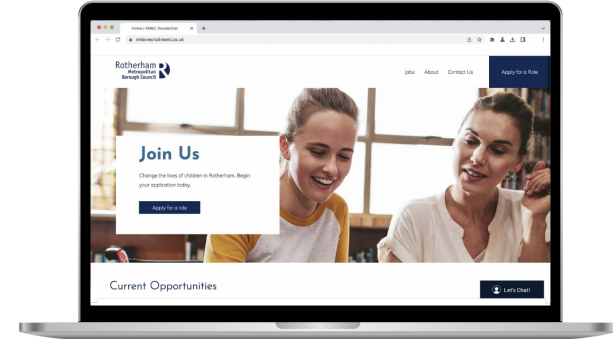 Home | RMBC Residential
rmbcrecruitment.co.uk
Rotherham
Metropolitan
Borough Council
Jobs About Contact Us Apply for a Role
Join Us
Change the lives of children in Rotherham. Begin
your application today.
Apply for a role
Current Opportunities
Let's Chat!